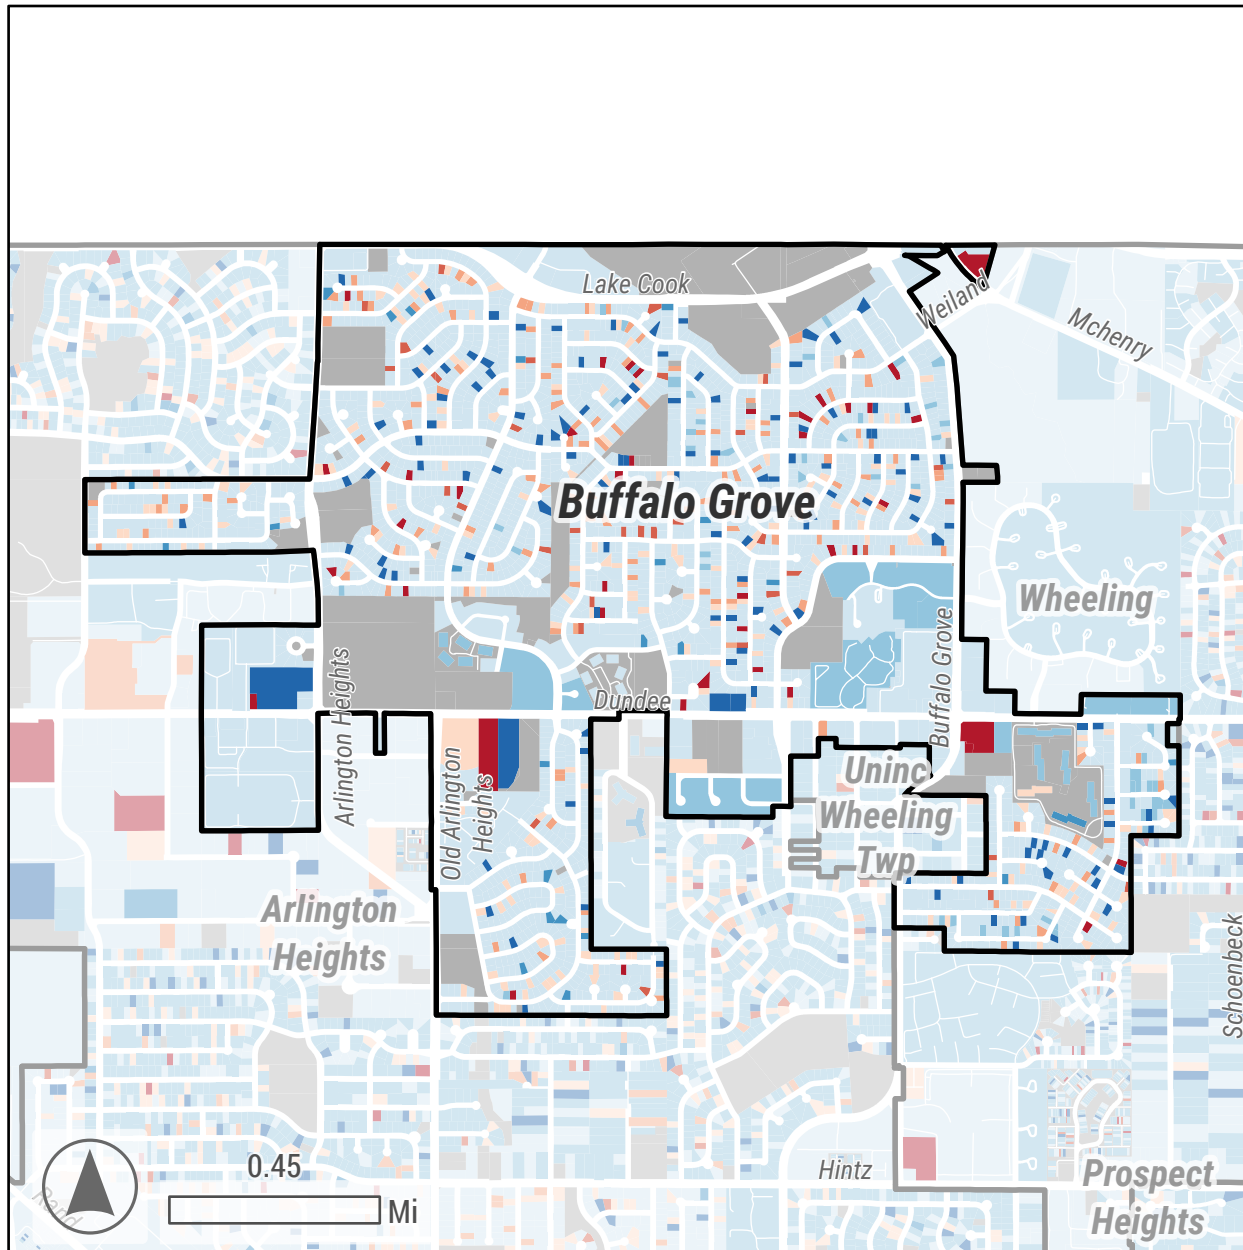 Lake Cook
Weiland
Mchenry
Buffalo Grove
Wheeling
Buffalo Grove
Arlington Heights
Dundee
Old Arlington
Heights
Uninc
Wheeling
Twp
Arlington
Heights
Schoenbeck
0.45
Mi
Rand
Hintz
Prospect
Heights